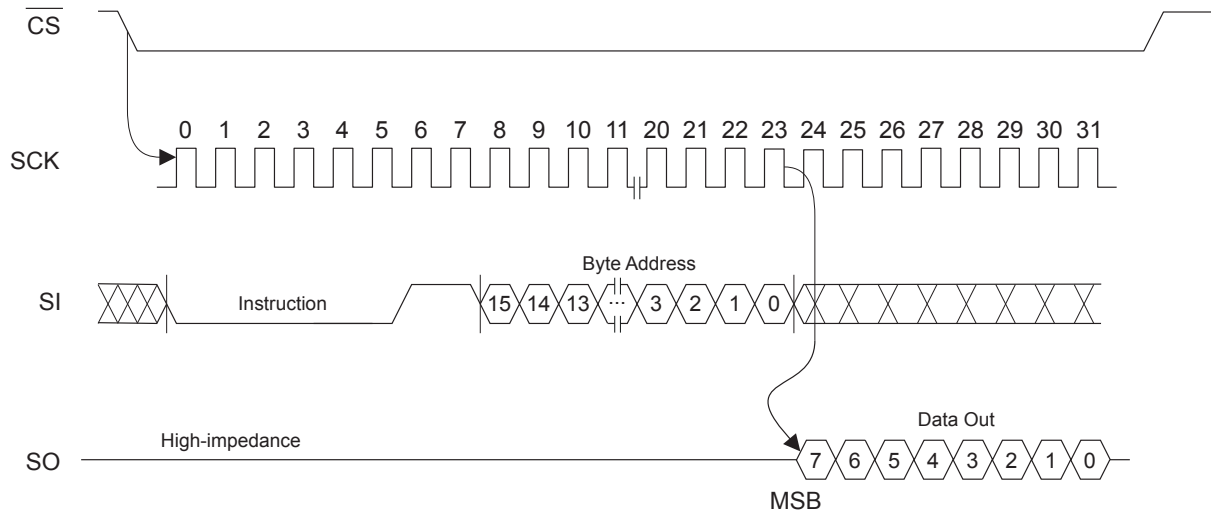 CS
0 1 2 3 4 5 6 7 8 9 10 11 20 21 22 23 24 25 26 27 28 29 30 31
SCK
Byte Address
SI
Instruction
15 14 13 ... 3 2 1 0
Data Out
High-impedance
SO
7 6 5 4 3 2 1 0
MSB